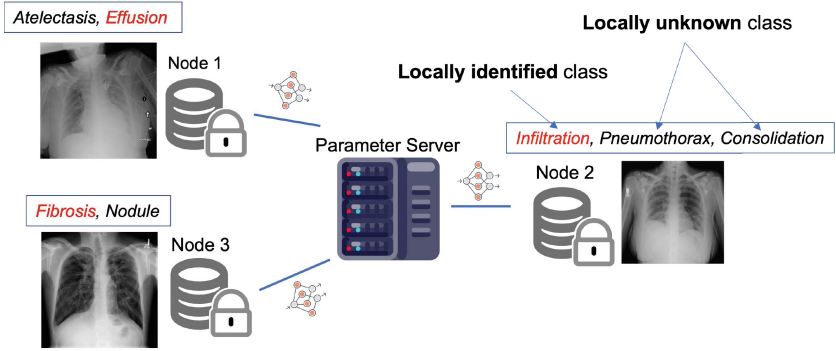 Atelectasis, Effusion
Node 1
Locally unknown class
Locally identified class
Infiltration, Pneumothorax, Consolidation
Parameter Server
Node 2
Fibrosis, Nodule
Node 3